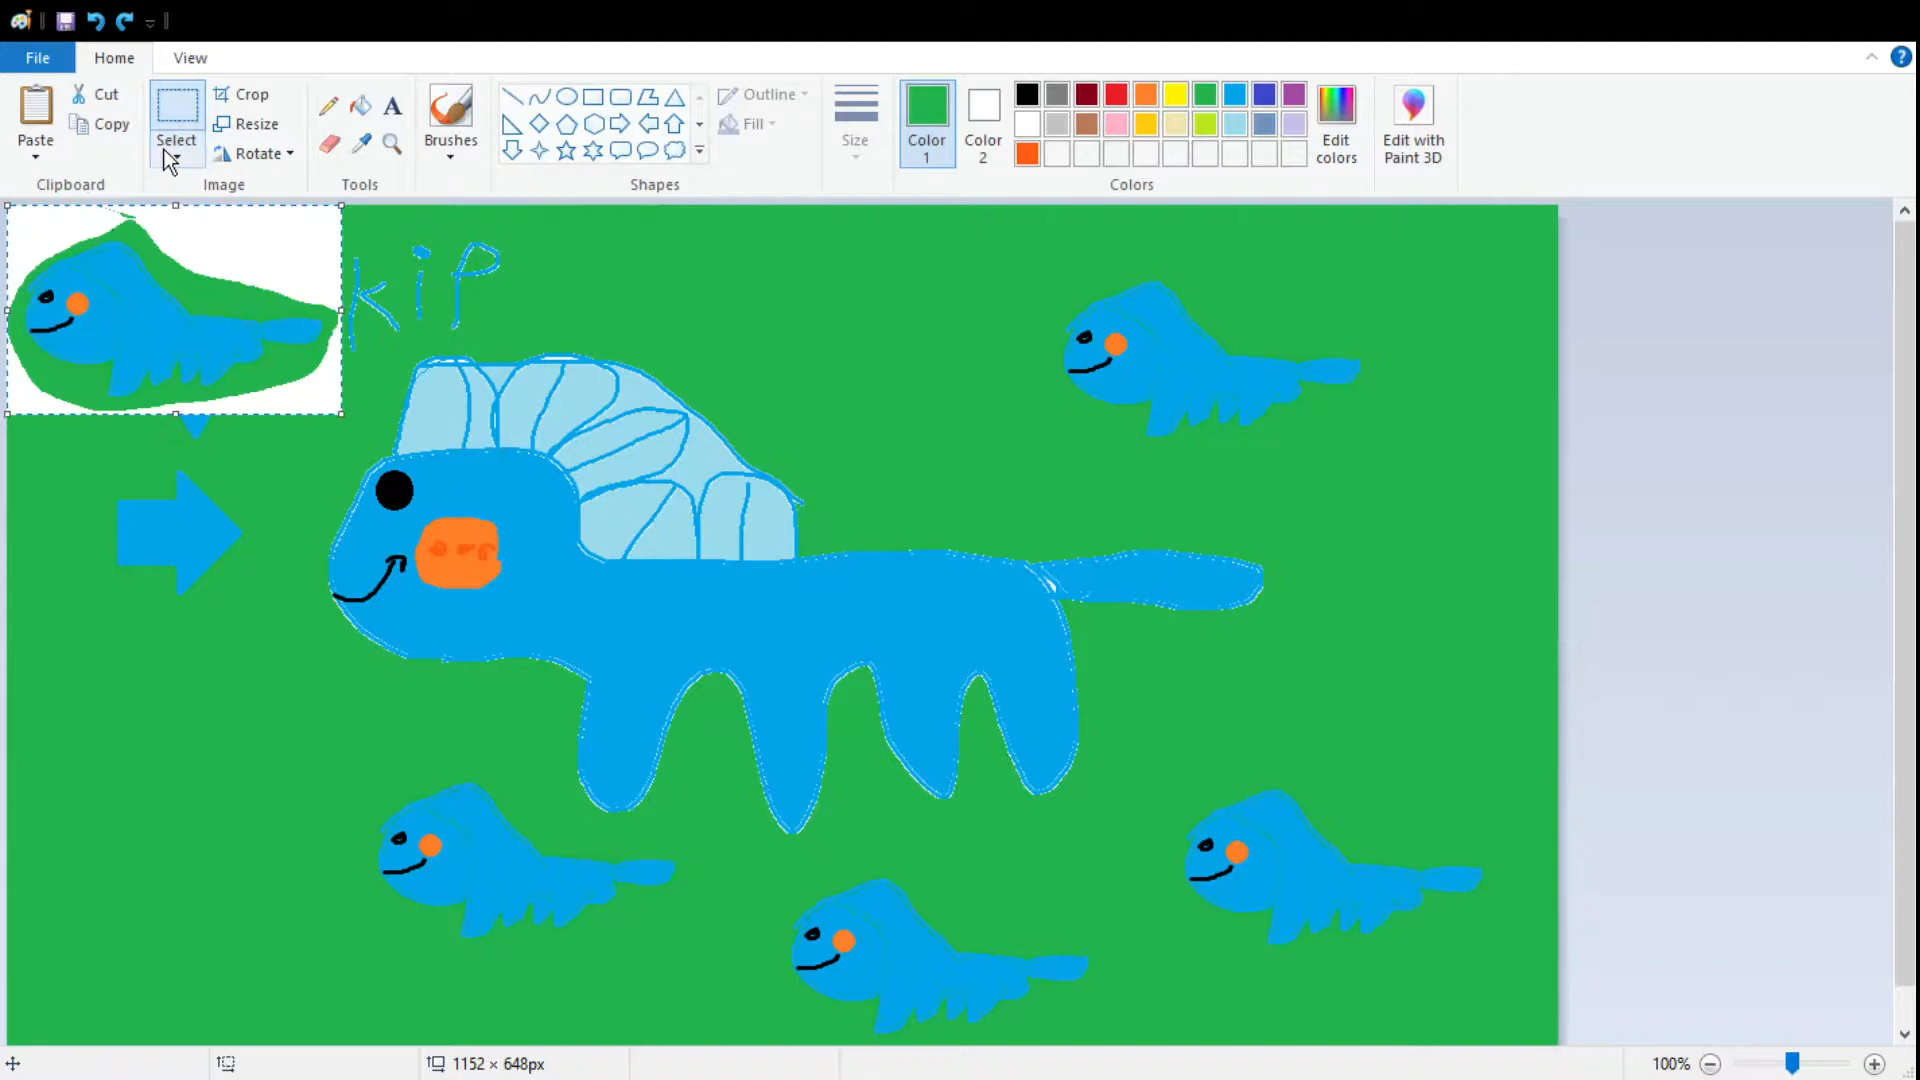 File Home View
Paste
Cut
Copy
Clipboard
Select
Crop
Resize
Rotate
Image
A
Tools
Brushes
Shapes
Outline
Fill
Size
Color 1
Color 2
Colors
Edit colors
Edit with Paint 3D
kip
1152 × 648px
100%